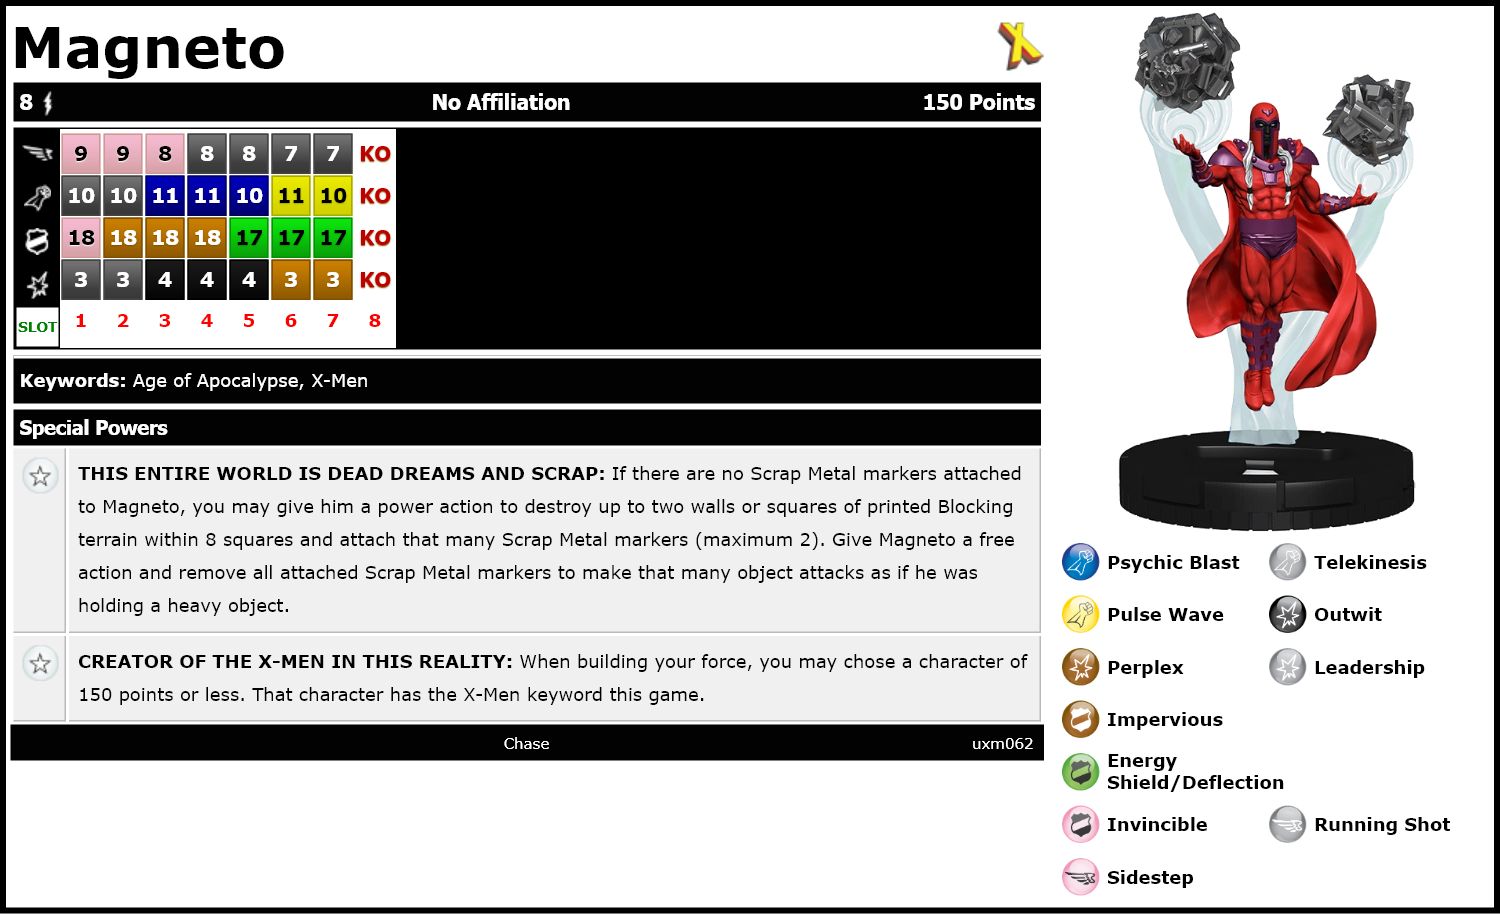 Magneto
X
8 No Affiliation 150 Points
9 9 8 8 8 7 7 KO
10 10 11 11 10 11 10 KO
18 18 18 18 17 17 17 KO
3 3 4 4 4 3 3 KO
SLOT 1 2 3 4 5 6 7 8
Keywords: Age of Apocalypse, X-Men
Special Powers
THIS ENTIRE WORLD IS DEAD DREAMS AND SCRAP: If there are no Scrap Metal markers attached
to Magneto, you may give him a power action to destroy up to two walls or squares of printed Blocking
terrain within 8 squares and attach that many Scrap Metal markers (maximum 2). Give Magneto a free
action and remove all attached Scrap Metal markers to make that many object attacks as if he was
holding a heavy object.
CREATOR OF THE X-MEN IN THIS REALITY: When building your force, you may chose a character of
150 points or less. That character has the X-Men keyword this game.
Chase uxm062
Psychic Blast Telekinesis
Pulse Wave Outwit
Perplex Leadership
Impervious
Energy
Shield/Deflection
Invincible Running Shot
Sidestep